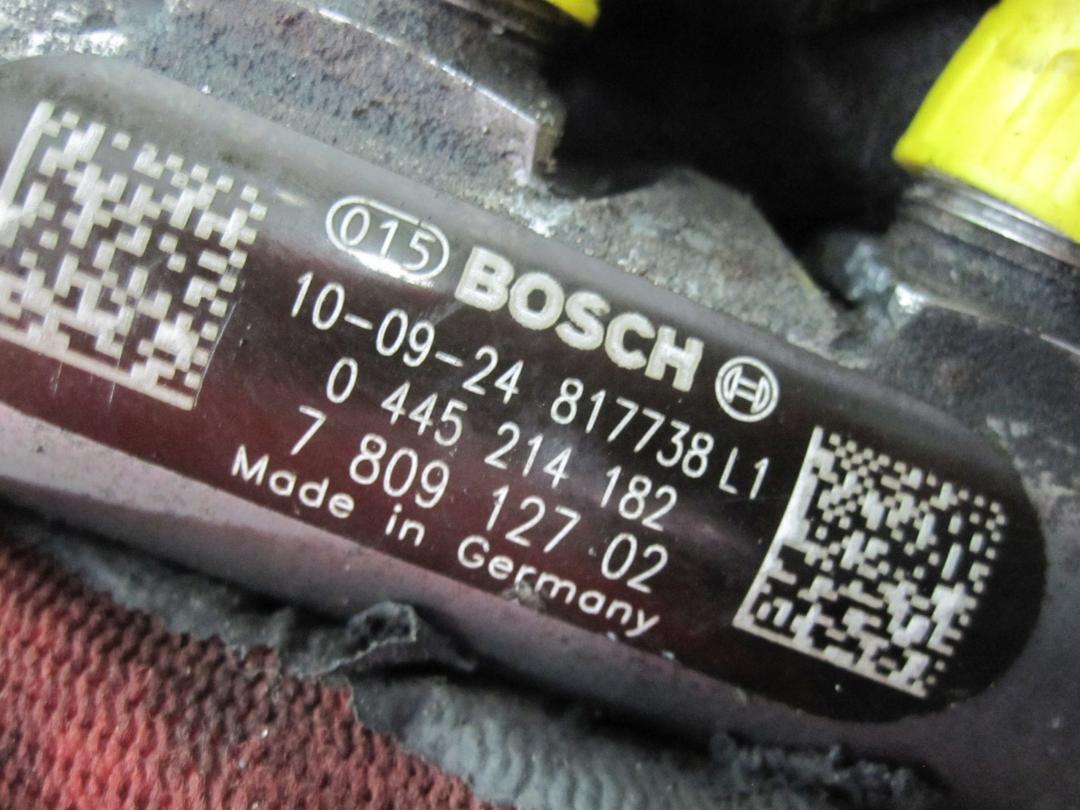 015 BOSCH
10-09-24 817738 L1
0 445 214 182
7 809 127 02
Made in Germany